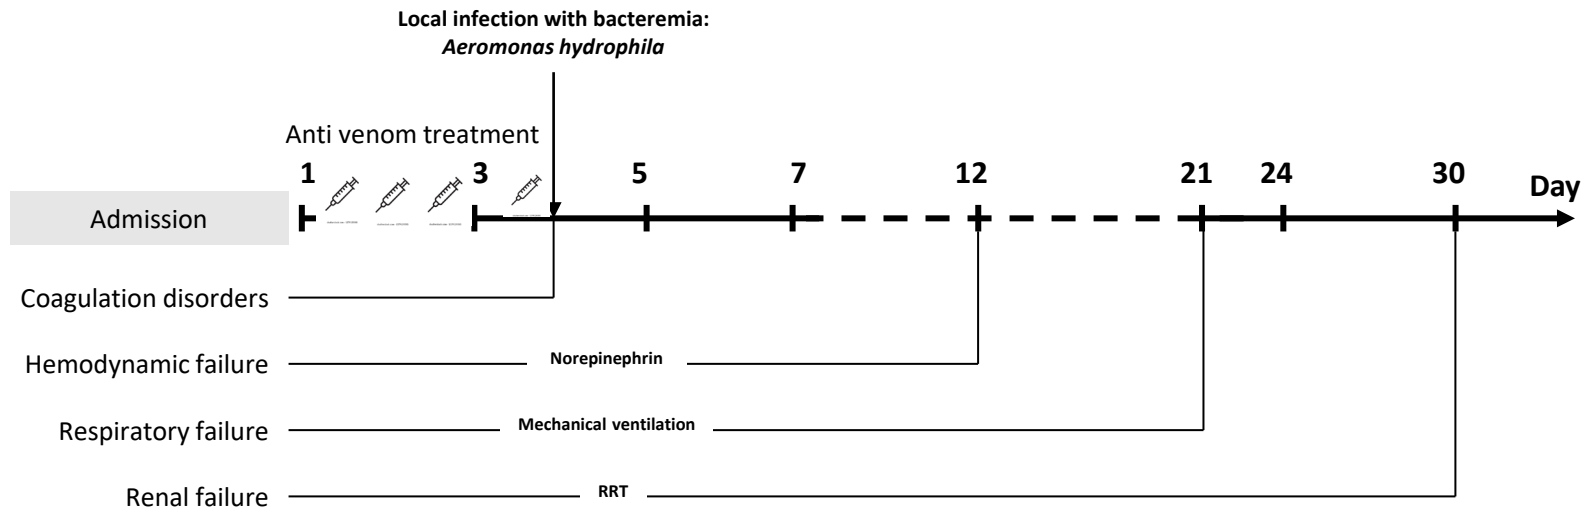 Local infection with bacteremia:
Aeromonas hydrophila
Anti venom treatment
1 3 5 7 12 21 24 30 Day
Admission
Coagulation disorders
Hemodynamic failure Norepinephrin
Respiratory failure Mechanical ventilation
Renal failure RRT